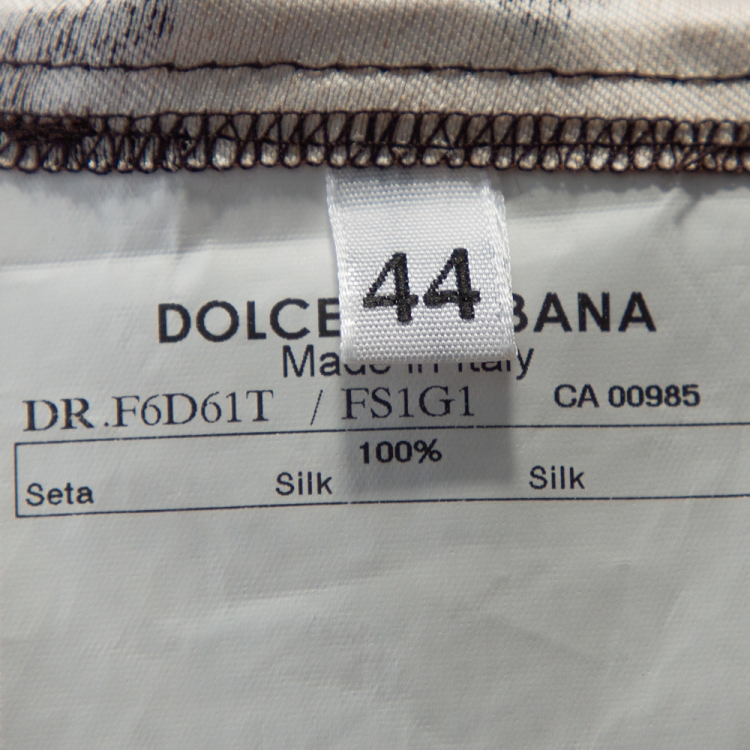 44
DOLCE BANA
Made in Italy
DR.F6D61T / FS1G1 CA 00985
100%
Seta Silk Silk